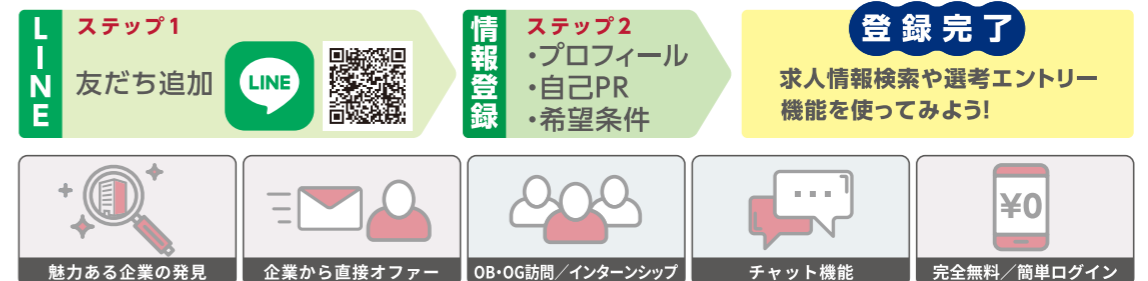 LINE
ステップ1
友だち追加
LINE
情報登録
ステップ2
・プロフィール
・自己PR
・希望条件
登録完了
求人情報検索や選考エントリー
機能を使ってみよう!
¥0
魅力ある企業の発見
企業から直接オファー
OB・OG訪問／インターンシップ
チャット機能
完全無料／簡単ログイン